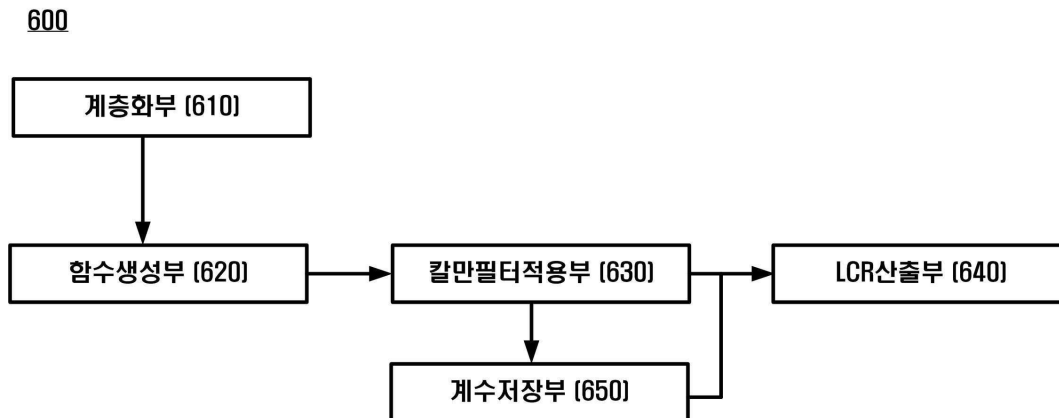 600
계층화부 (610)
함수생성부 (620)
칼만필터적용부 (630)
LCR산출부 (640)
계수저장부 (650)